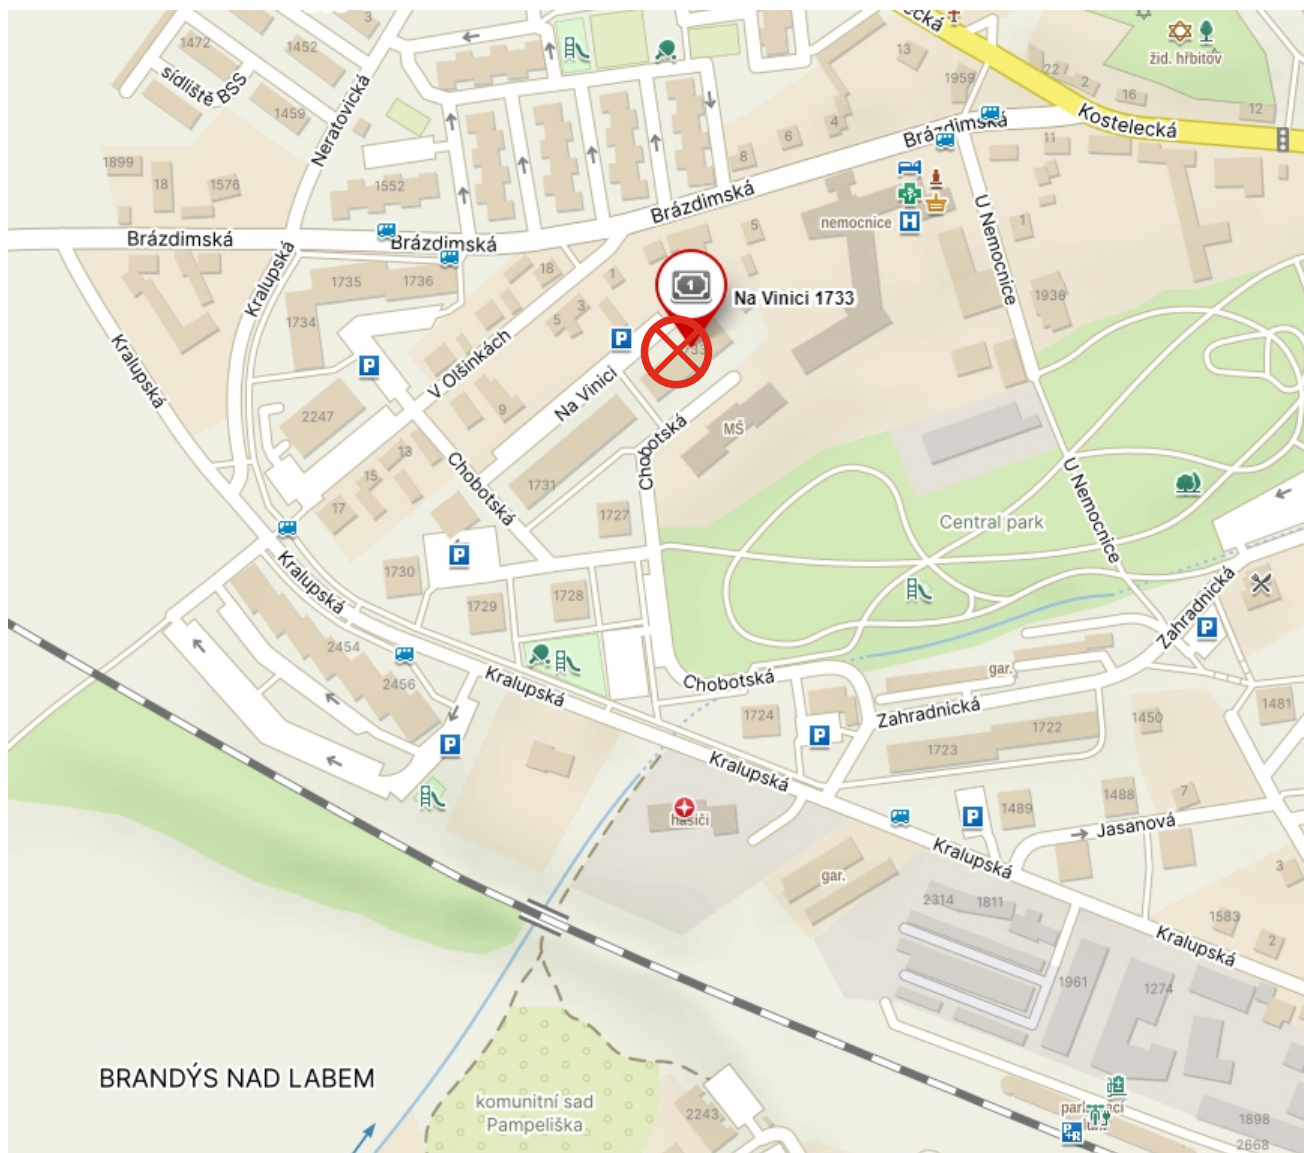 ecká
3
1472
1452
sídliště BSS
1459
Neratovická
13
1959
22
2
16
žid. hřbitov
12
Kostelecká
4
6
8
Brázdimská
11
1899
18
1576
1552
Brázdimská
nemocnice
H
U Nemocnice
1
5
Brázdimská
Brázdimská
Kralupská
1735
1736
18
1
1
Na Vinici 1733
1936
1734
3
5
P
P
Kralupská
V Olšinkách
Na Vinici
9
2247
MŠ
Chobotská
13
15
17
1731
Chobotská
1727
U Nemocnice
Central park
P
1730
Kralupská
1729
1728
Zahradnická
P
2454
2456
Kralupská
Chobotská
gar.
Zahradnická
1724
P
1723
1722
1450
1481
P
Kralupská
hasiči
1489
1488
7
P
Jasanová
Kralupská
gar.
3
2314
1811
1583
2
Kralupská
1961
1274
BRANDÝS NAD LABEM
komunitní sad
Pampeliška
2243
P+R
1898
2668